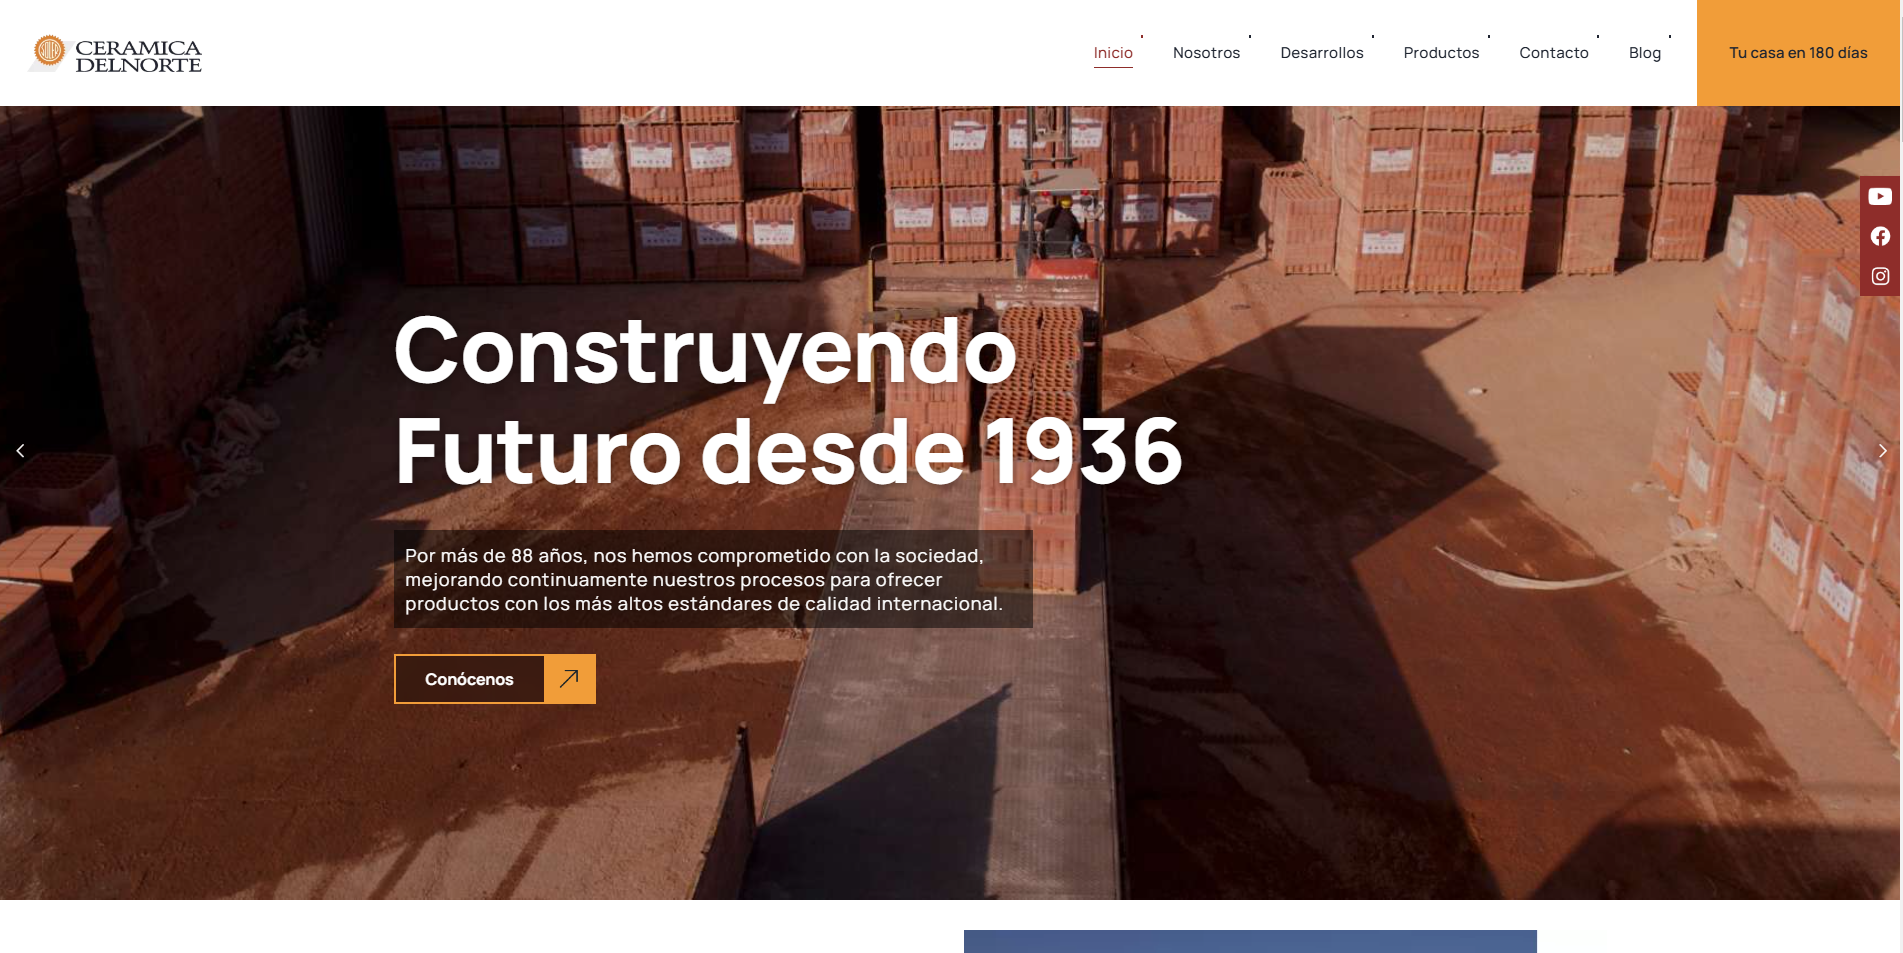 CERAMICA
DELNORTE
Inicio
Nosotros
Desarrollos
Productos
Contacto
Blog
Tu casa en 180 días
Construyendo
Futuro desde 1936
Por más de 88 años, nos hemos comprometido con la sociedad,
mejorando continuamente nuestros procesos para ofrecer
productos con los más altos estándares de calidad internacional.
Conócenos